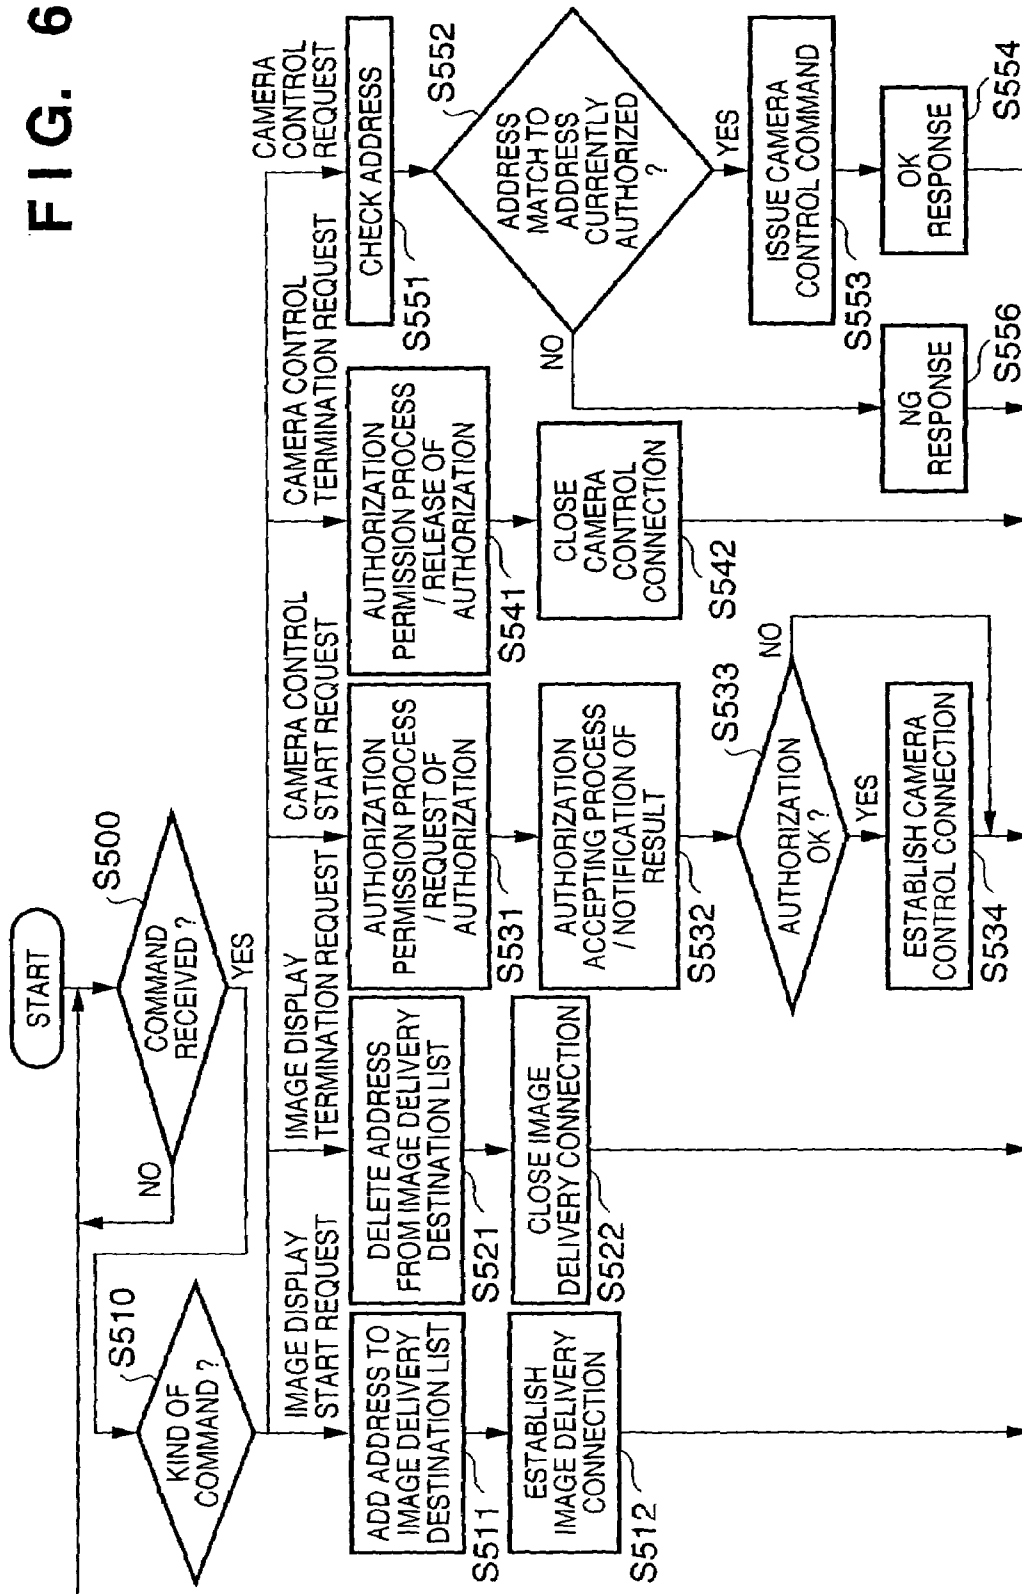 FIG. 6
START
COMMAND
RECEIVED ?
S500
NO
YES
KIND OF
COMMAND ?
S510
IMAGE DISPLAY
START REQUEST
ADD ADDRESS TO
IMAGE DELIVERY
DESTINATION LIST
S511
ESTABLISH
IMAGE DELIVERY
CONNECTION
S512
IMAGE DISPLAY
TERMINATION REQUEST
DELETE ADDRESS
FROM IMAGE DELIVERY
DESTINATION LIST
S521
CLOSE IMAGE
DELIVERY CONNECTION
S522
CAMERA CONTROL
START REQUEST
AUTHORIZATION
PERMISSION PROCESS
/ REQUEST OF
AUTHORIZATION
S531
AUTHORIZATION
ACCEPTING PROCESS
/ NOTIFICATION OF
RESULT
S532
AUTHORIZATION
OK ?
S533
NO
YES
ESTABLISH CAMERA
CONTROL CONNECTION
S534
CAMERA CONTROL
TERMINATION REQUEST
AUTHORIZATION
PERMISSION PROCESS
/ RELEASE OF
AUTHORIZATION
S541
CLOSE
CAMERA
CONTROL
CONNECTION
S542
CAMERA
CONTROL
REQUEST
CHECK ADDRESS
S551
ADDRESS
MATCH TO
ADDRESS
CURRENTLY
AUTHORIZED
?
S552
NO
YES
ISSUE CAMERA
CONTROL COMMAND
S553
OK
RESPONSE
S554
NG
RESPONSE
S556